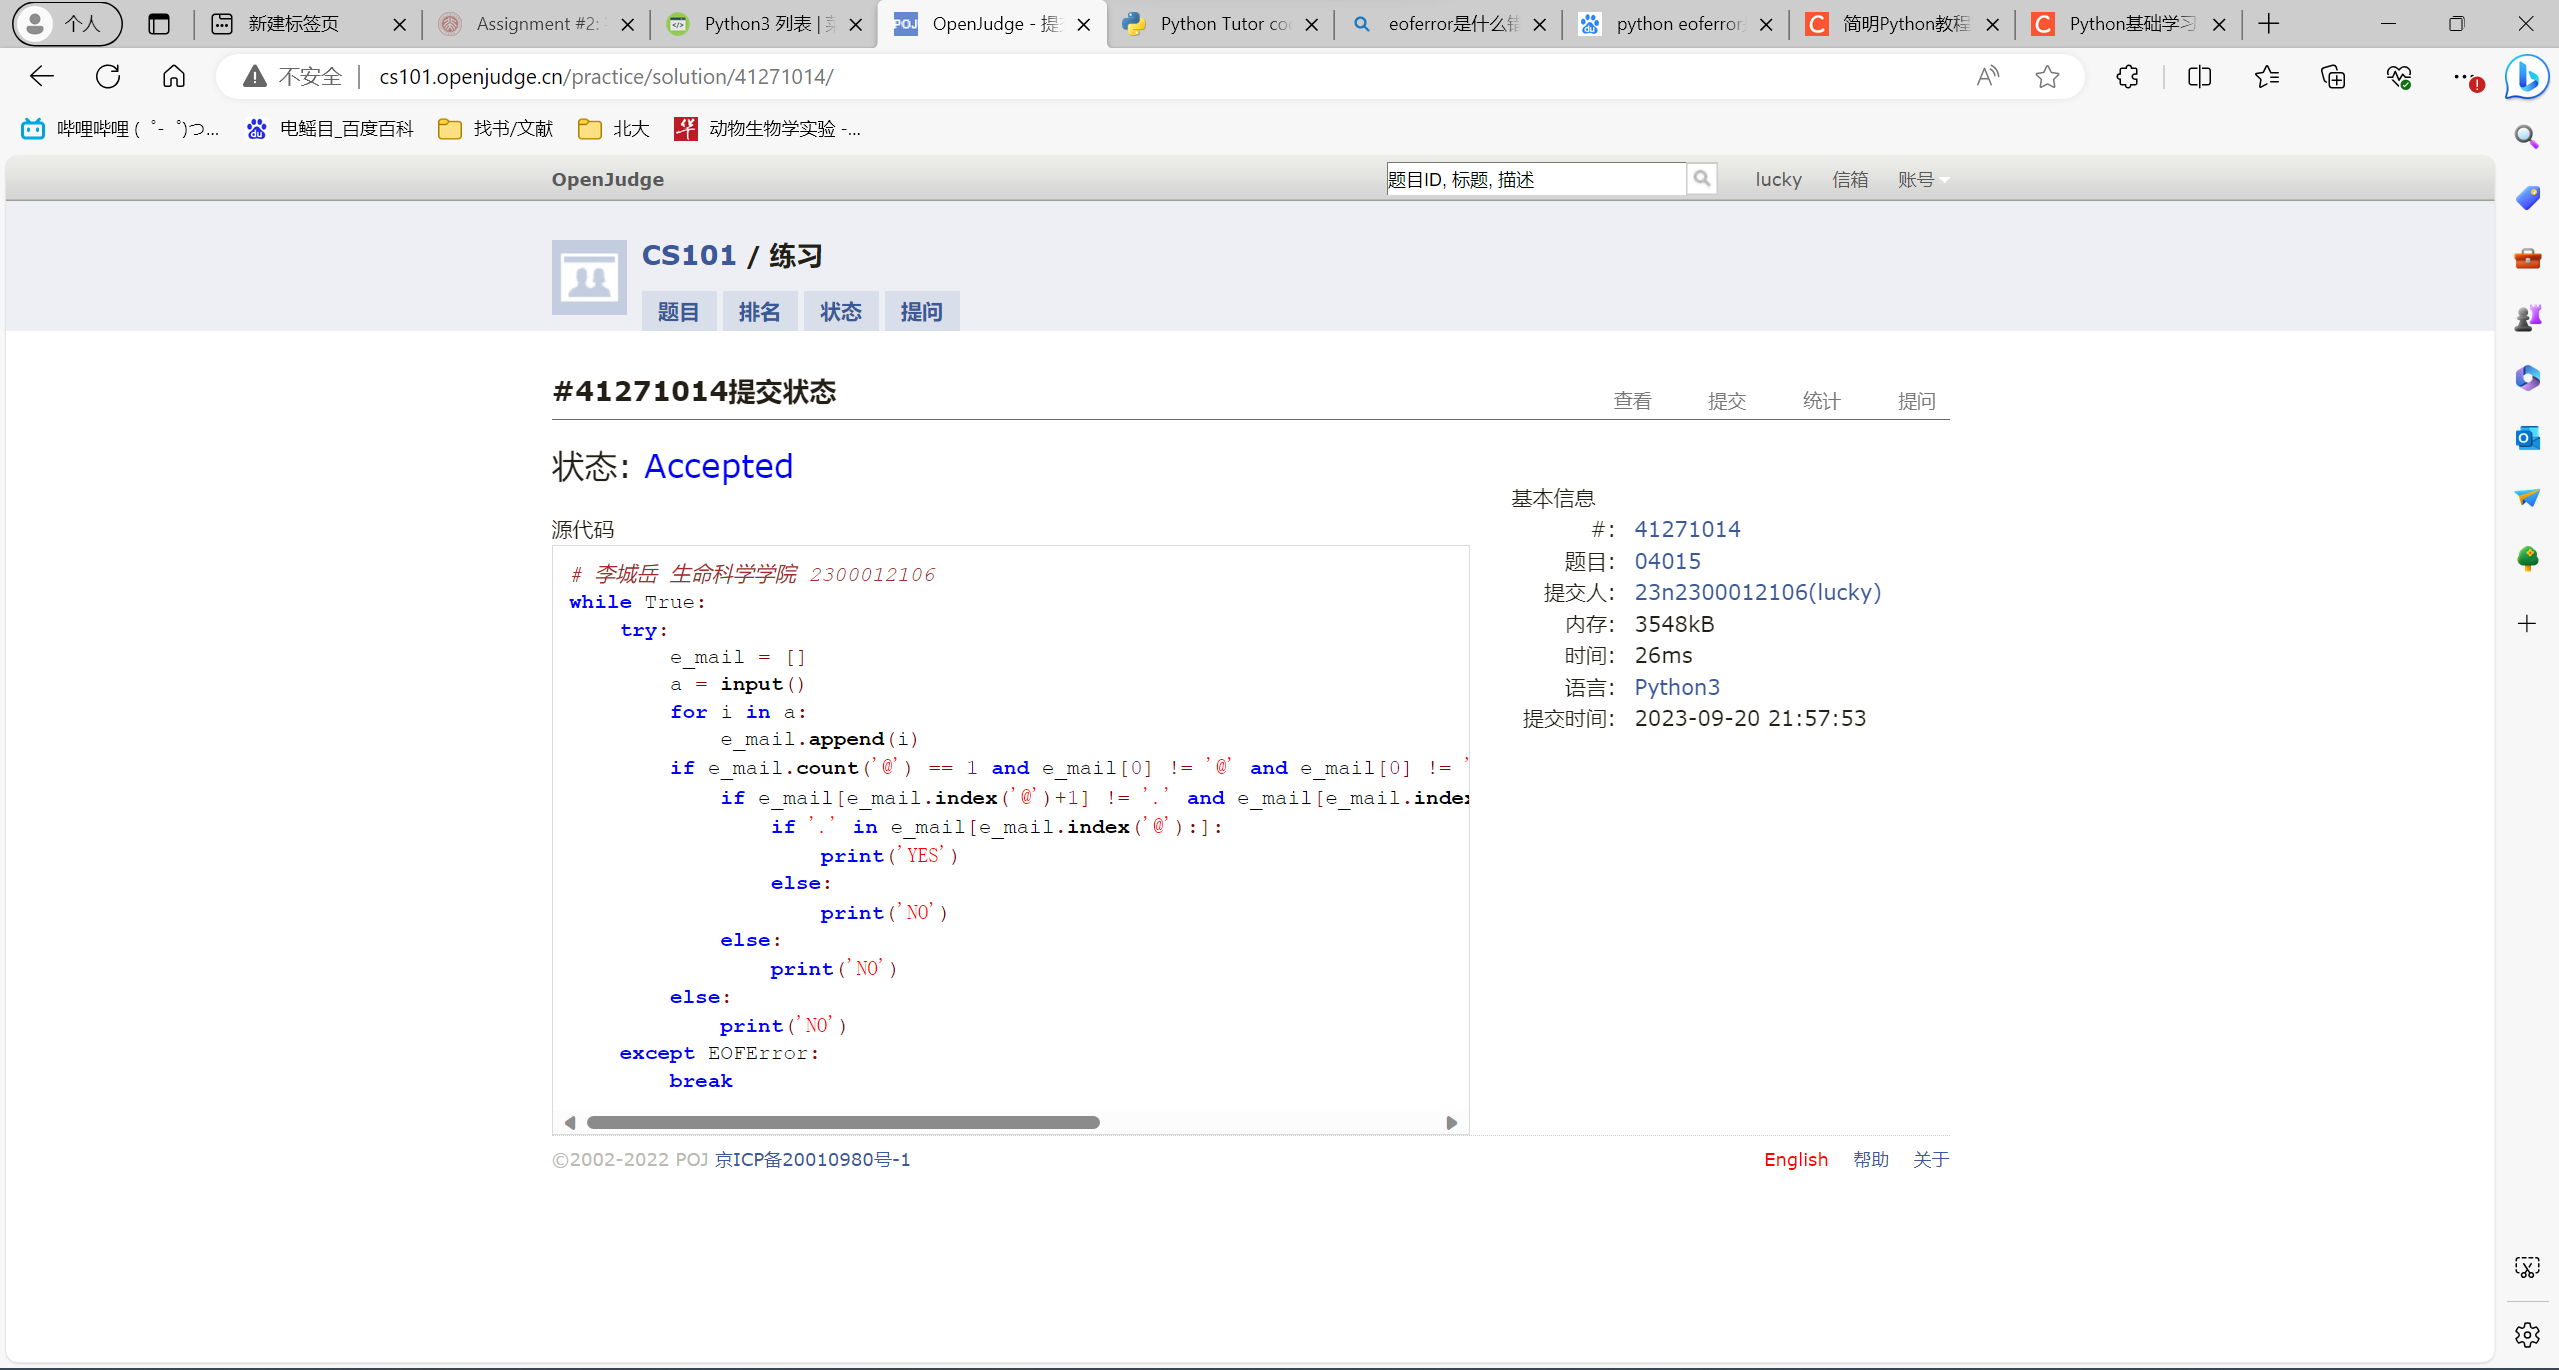 个人
新建标签页
Assignment #2:
Python3 列表 |
OpenJudge - 提
Python Tutor co
eoferror是什么
python eoferror
简明Python教程
Python基础学习
不安全
cs101.openjudge.cn/practice/solution/41271014/
哔哩哔哩 ( ゜- ゜)つ...
电鳐目_百度百科
找书/文献
北大
动物生物学实验 -...
OpenJudge
题目ID, 标题, 描述
lucky
信箱
账号
CS101 / 练习
题目
排名
状态
提问
#41271014提交状态
查看
提交
统计
提问
状态: Accepted
源代码
# 李城岳 生命科学学院 2300012106
while True:
    try:
        e_mail = []
        a = input()
        for i in a:
            e_mail.append(i)
        if e_mail.count('@') == 1 and e_mail[0] != '@' and e_mail[0] != '
            if e_mail[e_mail.index('@')+1] != '.' and e_mail[e_mail.index
                if '.' in e_mail[e_mail.index('@'):]:
                    print('YES')
                else:
                    print('NO')
            else:
                print('NO')
        else:
            print('NO')
    except EOFError:
        break
基本信息
#: 41271014
题目: 04015
提交人: 23n2300012106(lucky)
内存: 3548kB
时间: 26ms
语言: Python3
提交时间: 2023-09-20 21:57:53
©2002-2022 POJ 京ICP备20010980号-1
English
帮助
关于